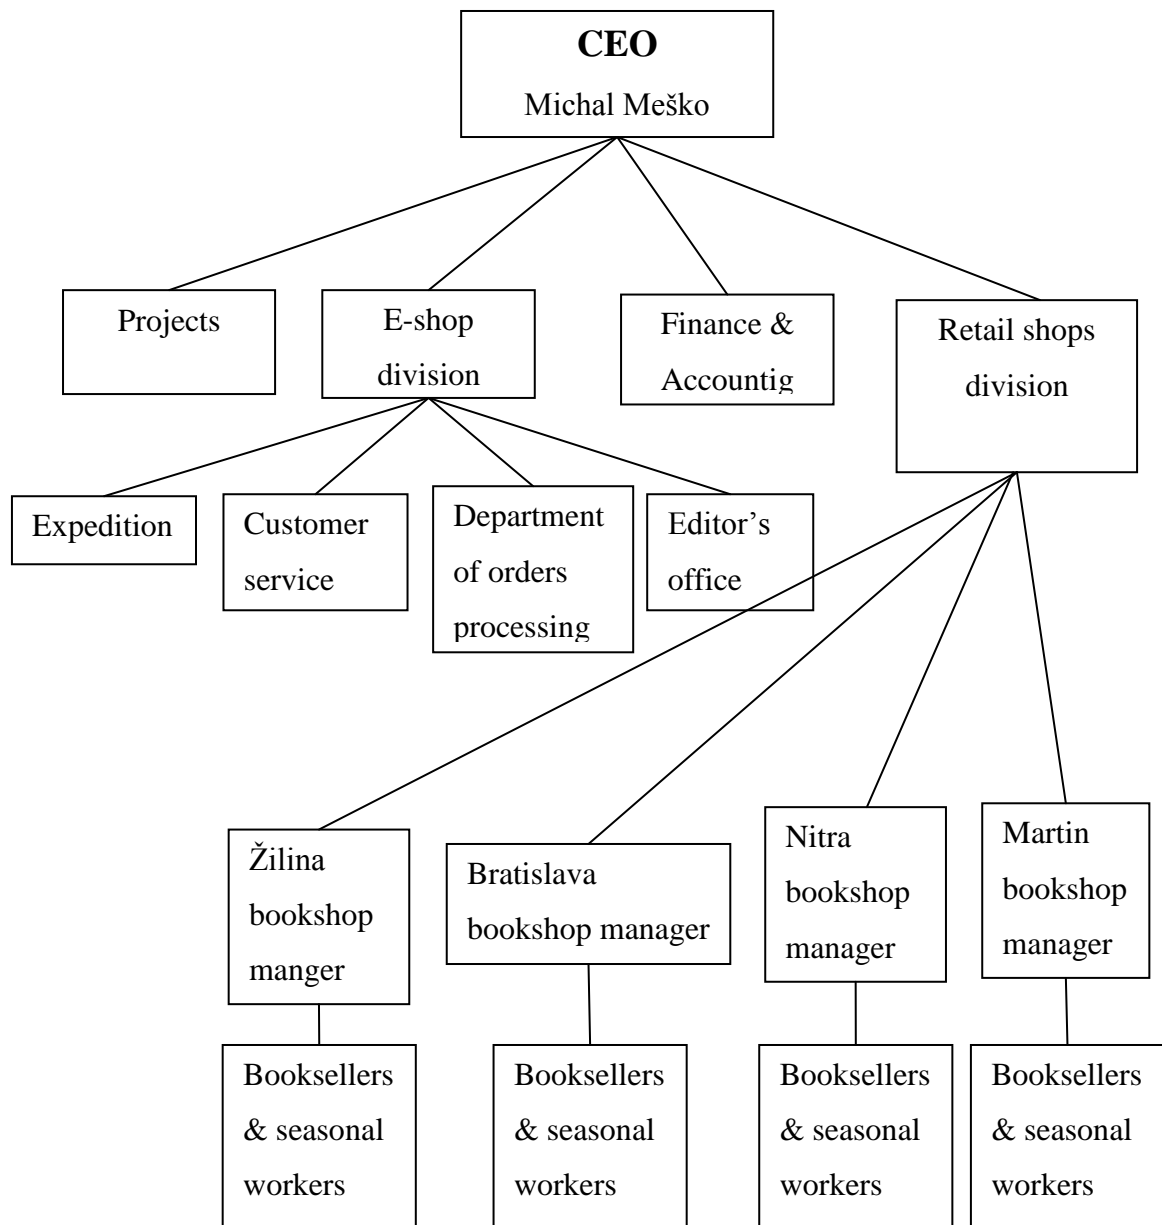 CEO
Michal Meško
Projects
E-shop
division
Finance &
Accountig
Retail shops
division
Expedition
Customer
service
Department
of orders
processing
Editor’s
office
Žilina
bookshop
manger
Bratislava
bookshop manager
Nitra
bookshop
manager
Martin
bookshop
manager
Booksellers
& seasonal
workers
Booksellers
& seasonal
workers
Booksellers
& seasonal
workers
Booksellers
& seasonal
workers